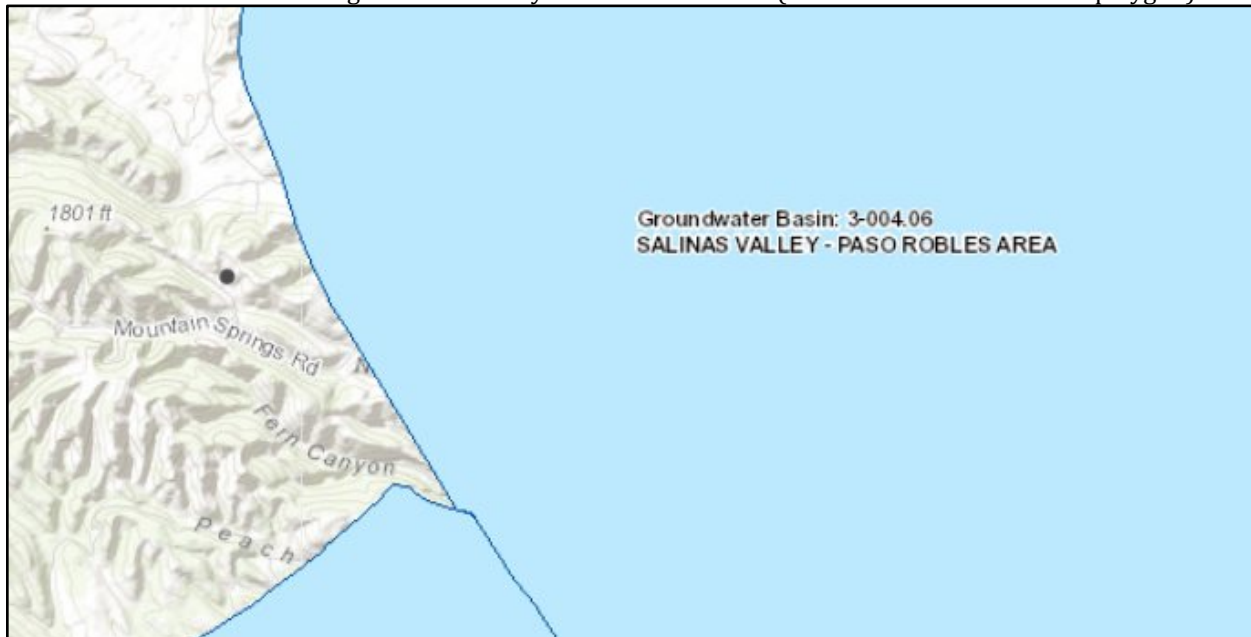 1801 ft
Groundwater Basin: 3-004.06
SALINAS VALLEY - PASO ROBLES AREA
Mountain Springs Rd
N
Fern Canyon
Peach